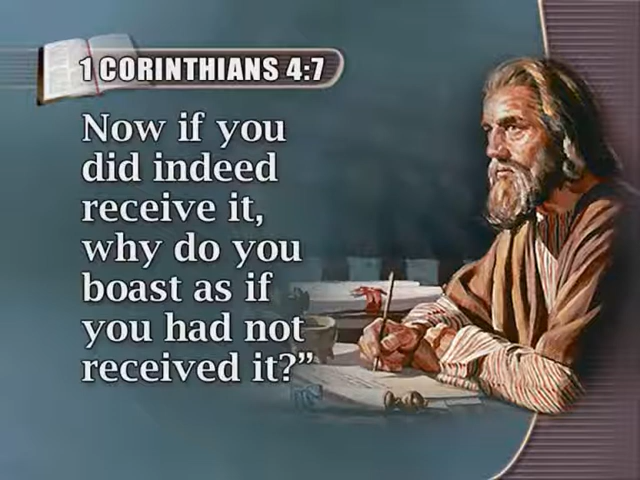 1 CORINTHIANS 4:7
Now if you
did indeed
receive it,
why do you
boast as if
you had not
received it?”